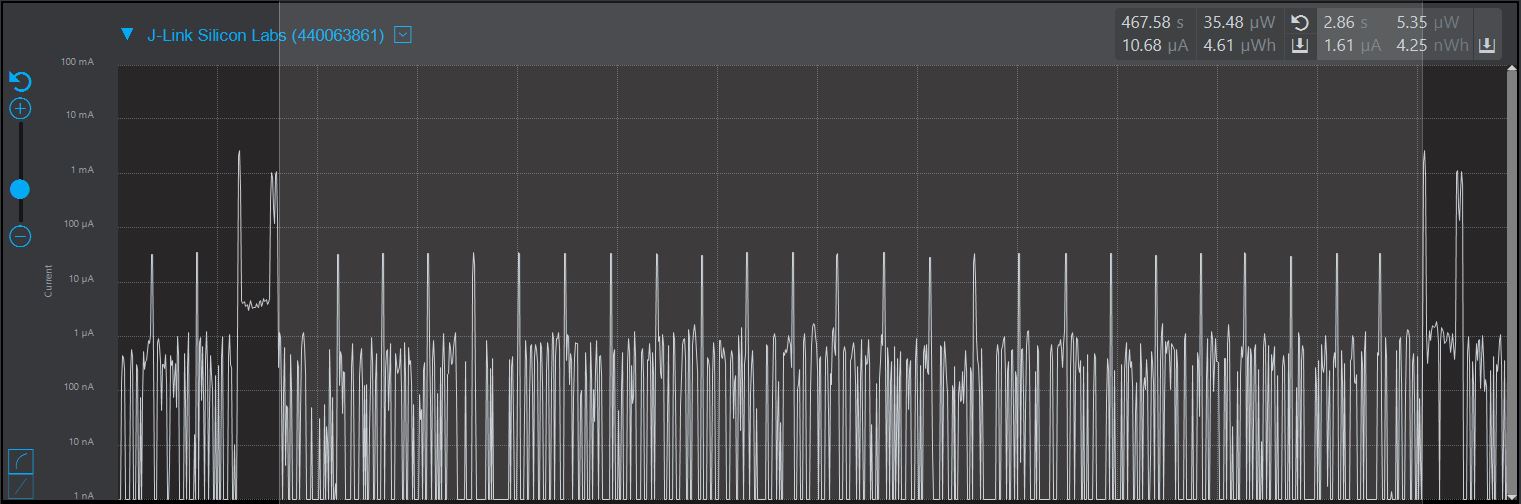 467.58 s 35.48 µW 2.86 s 5.35 µW
J-Link Silicon Labs (440063861)
10.68 µA 4.61 µWh 1.61 µA 4.25 nWh
100 mA
10 mA
1 mA
100 µA
Current
10 µA
1 µA
100 nA
10 nA
1 nA